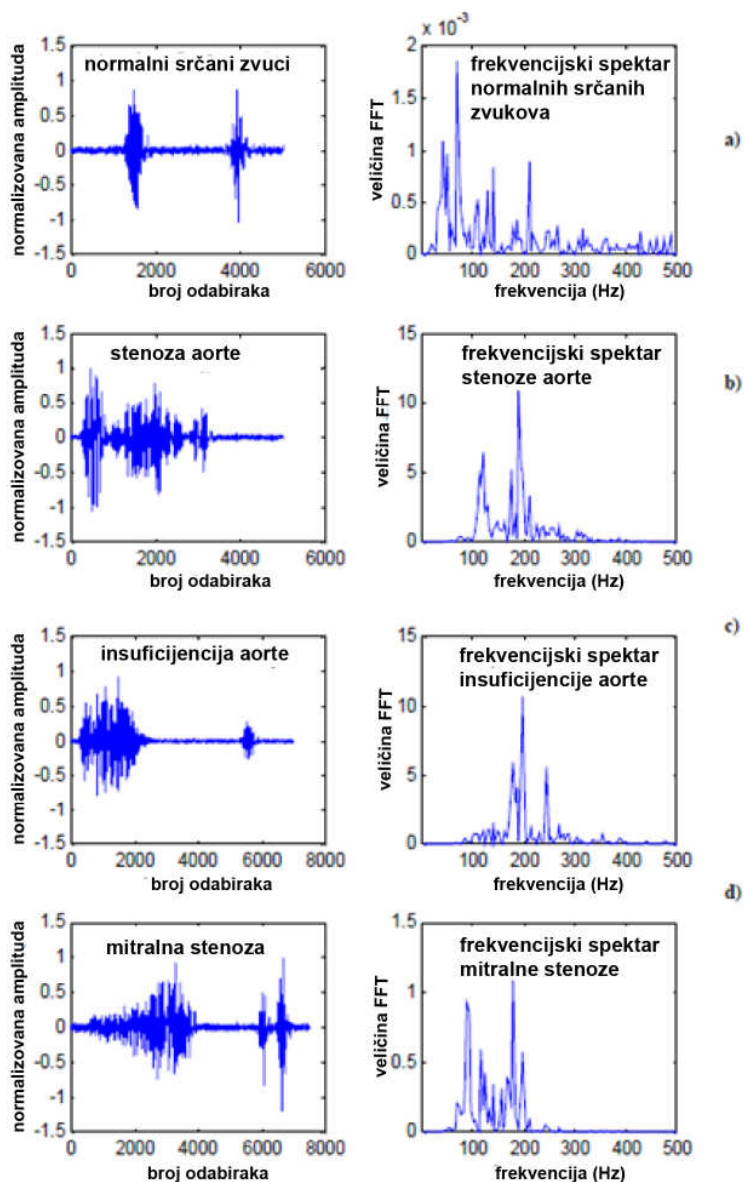 × 10⁻³
normalizovana amplituda
1.5
1
0.5
0
-0.5
-1
-1.5
normalni srčani zvuci
0 2000 4000 6000
broj odabiraka
veličina FFT
2
1.5
1
0.5
0
frekvencijski spektar
normalnih srčanih
zvukova
100 200 300 400 500
frekvencija (Hz)
a)
normalizovana amplituda
1.5
1
0.5
0
-0.5
-1
-1.5
stenoza aorte
0 2000 4000 6000
broj odabiraka
veličina FFT
15
10
5
0
frekvencijski spektar
stenoze aorte
100 200 300 400 500
frekvencija (Hz)
b)
normalizovana amplituda
1.5
1
0.5
0
-0.5
-1
-1.5
insuficijencija aorte
0 2000 4000 6000 8000
broj odabiraka
veličina FFT
15
10
5
0
frekvencijski spektar
insuficijencije aorte
100 200 300 400 500
frekvencija (Hz)
c)
normalizovana amplituda
1.5
1
0.5
0
-0.5
-1
-1.5
mitralna stenoza
0 2000 4000 6000 8000
broj odabiraka
veličina FFT
1.5
1
0.5
0
frekvencijski spektar
mitralne stenoze
100 200 300 400 500
frekvencija (Hz)
d)